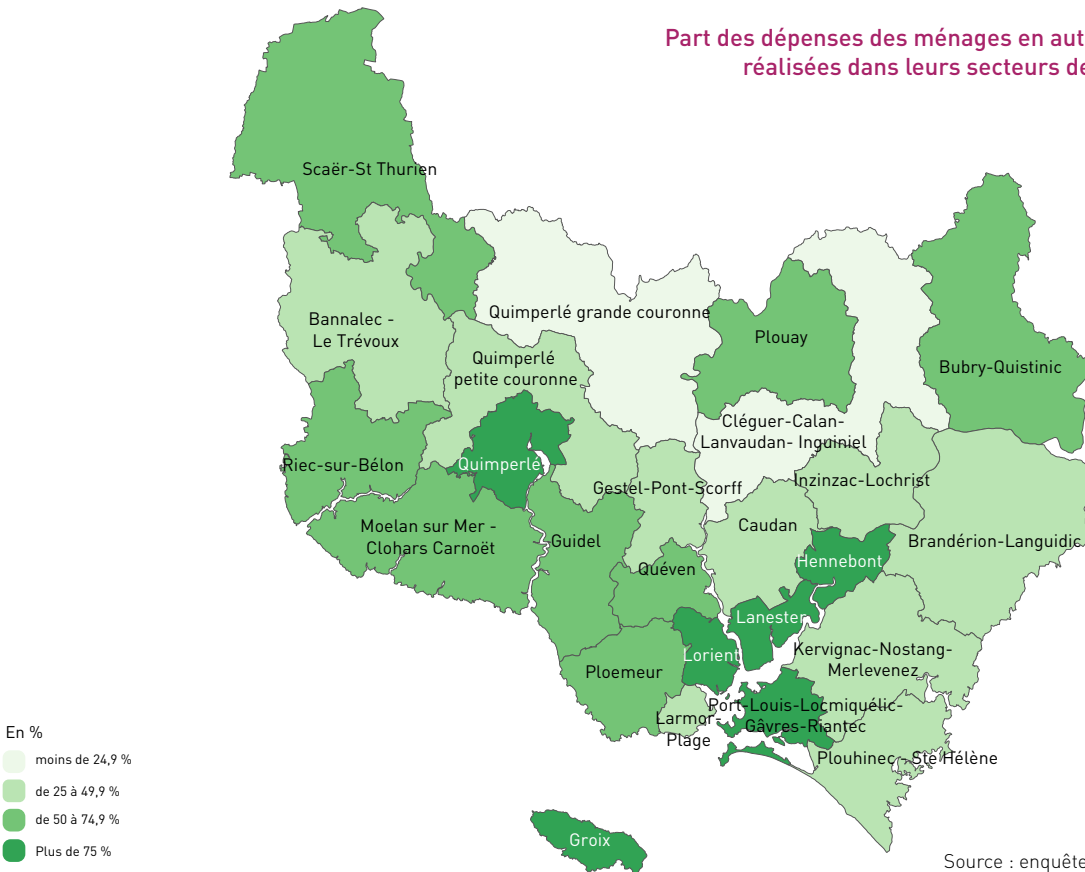 Part des dépenses des ménages en aut
réalisées dans leurs secteurs de
Scaër-St Thurien
Quimperlé grande couronne
Bannalec -
Le Trévoux
Plouay
Quimperlé
petite couronne
Bubry-Quistinic
Cléguer-Calan-
Lanvaudan- Inguiniel
Riec-sur-Bélon
Quimperlé
Gestel-Pont-Scorff
Inzinzac-Lochrist
Moelan sur Mer -
Clohars Carnoët
Guidel
Caudan
Brandérion-Languidic
Quéven
Hennebont
Lanester
Ploemeur
Lorient
Kervignac-Nostang-
Merlevenez
Larmor-
Plage
Port-Louis-Locmiquélic-
Gâvres-Riantec
Plouhinec - Ste Hélène
Groix
En %
moins de 24,9 %
de 25 à 49,9 %
de 50 à 74,9 %
Plus de 75 %
Source : enquête